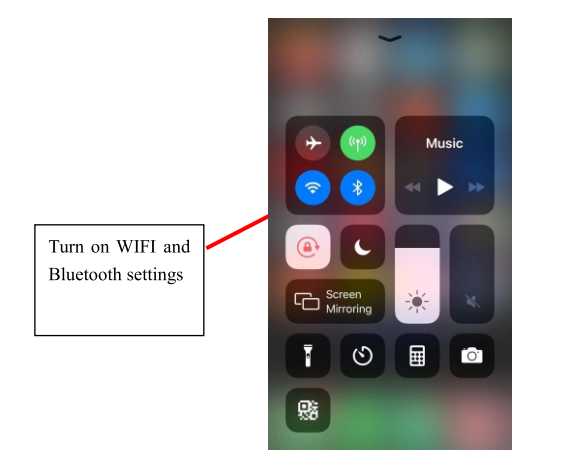 Music
Turn on WIFI and
Bluetooth settings
Screen
Mirroring